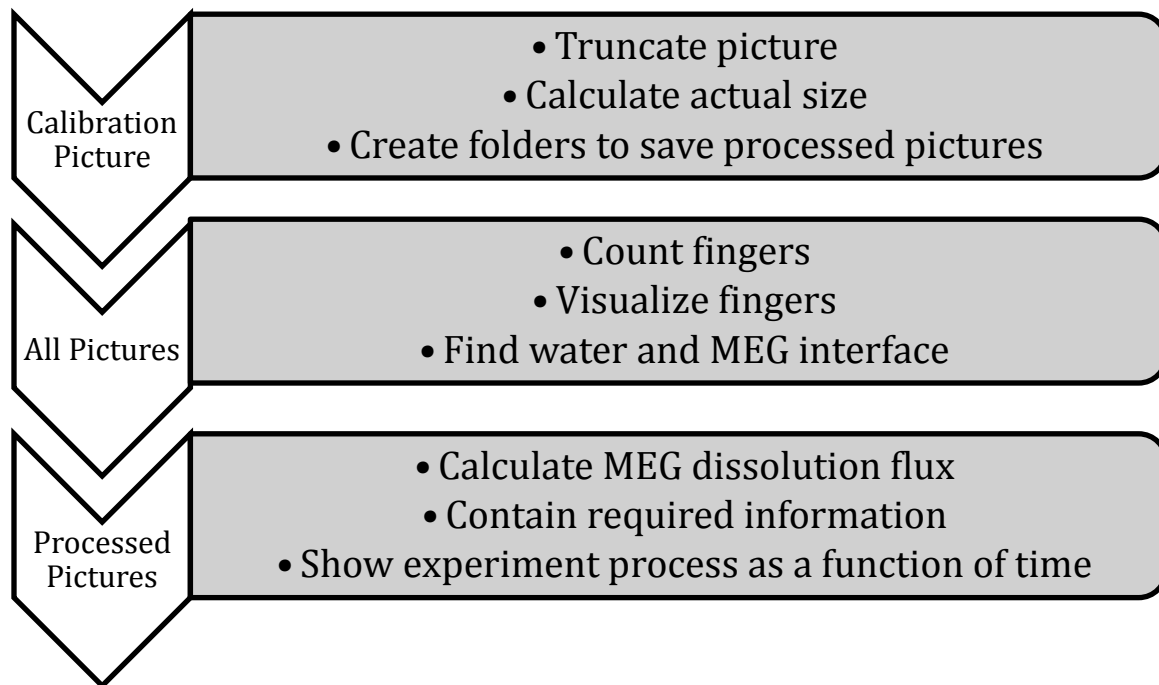 Calibration
Picture
• Truncate picture
• Calculate actual size
• Create folders to save processed pictures
All Pictures
• Count fingers
• Visualize fingers
• Find water and MEG interface
Processed
Pictures
• Calculate MEG dissolution flux
• Contain required information
• Show experiment process as a function of time